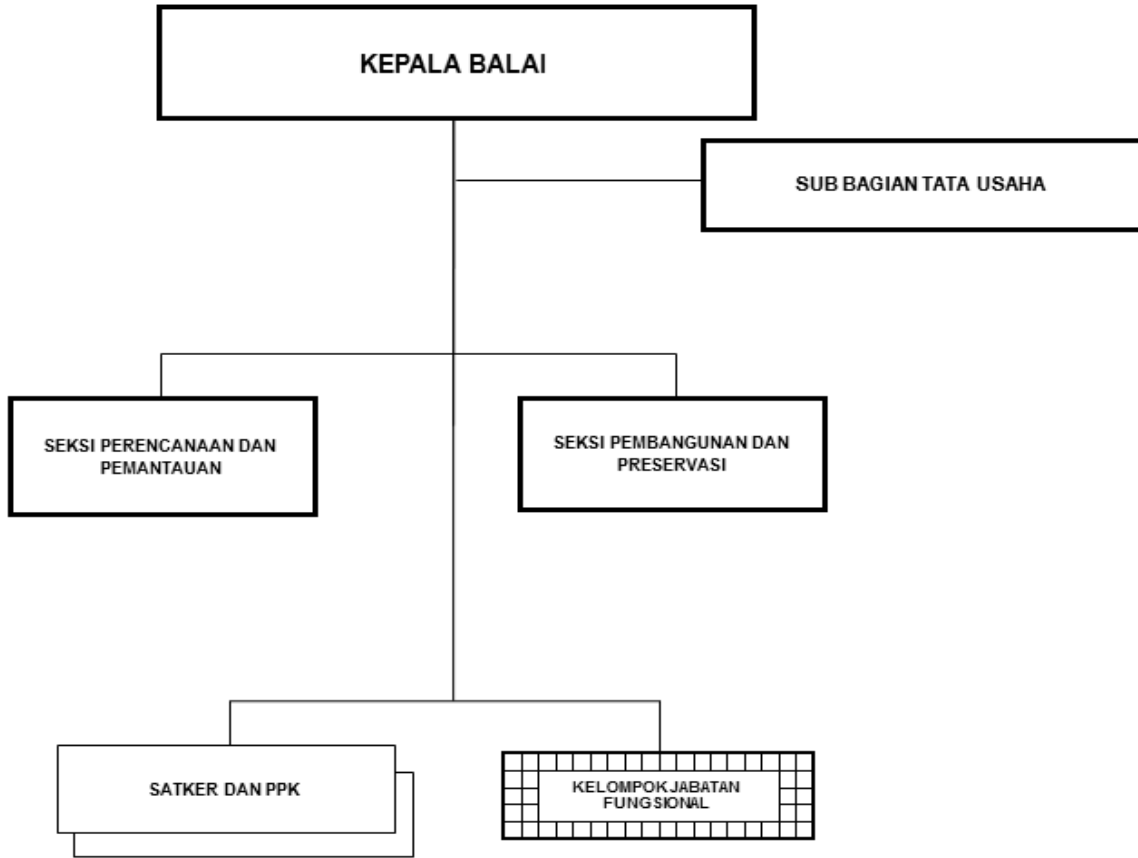 KEPALA BALAI
SUB BAGIAN TATA USAHA
SEKSI PERENCANAAN DAN
PEMANTAUAN
SEKSI PEMBANGUNAN DAN
PRESERVASI
SATKER DAN PPK
KELOMPOK JABATAN
FUNGSIONAL